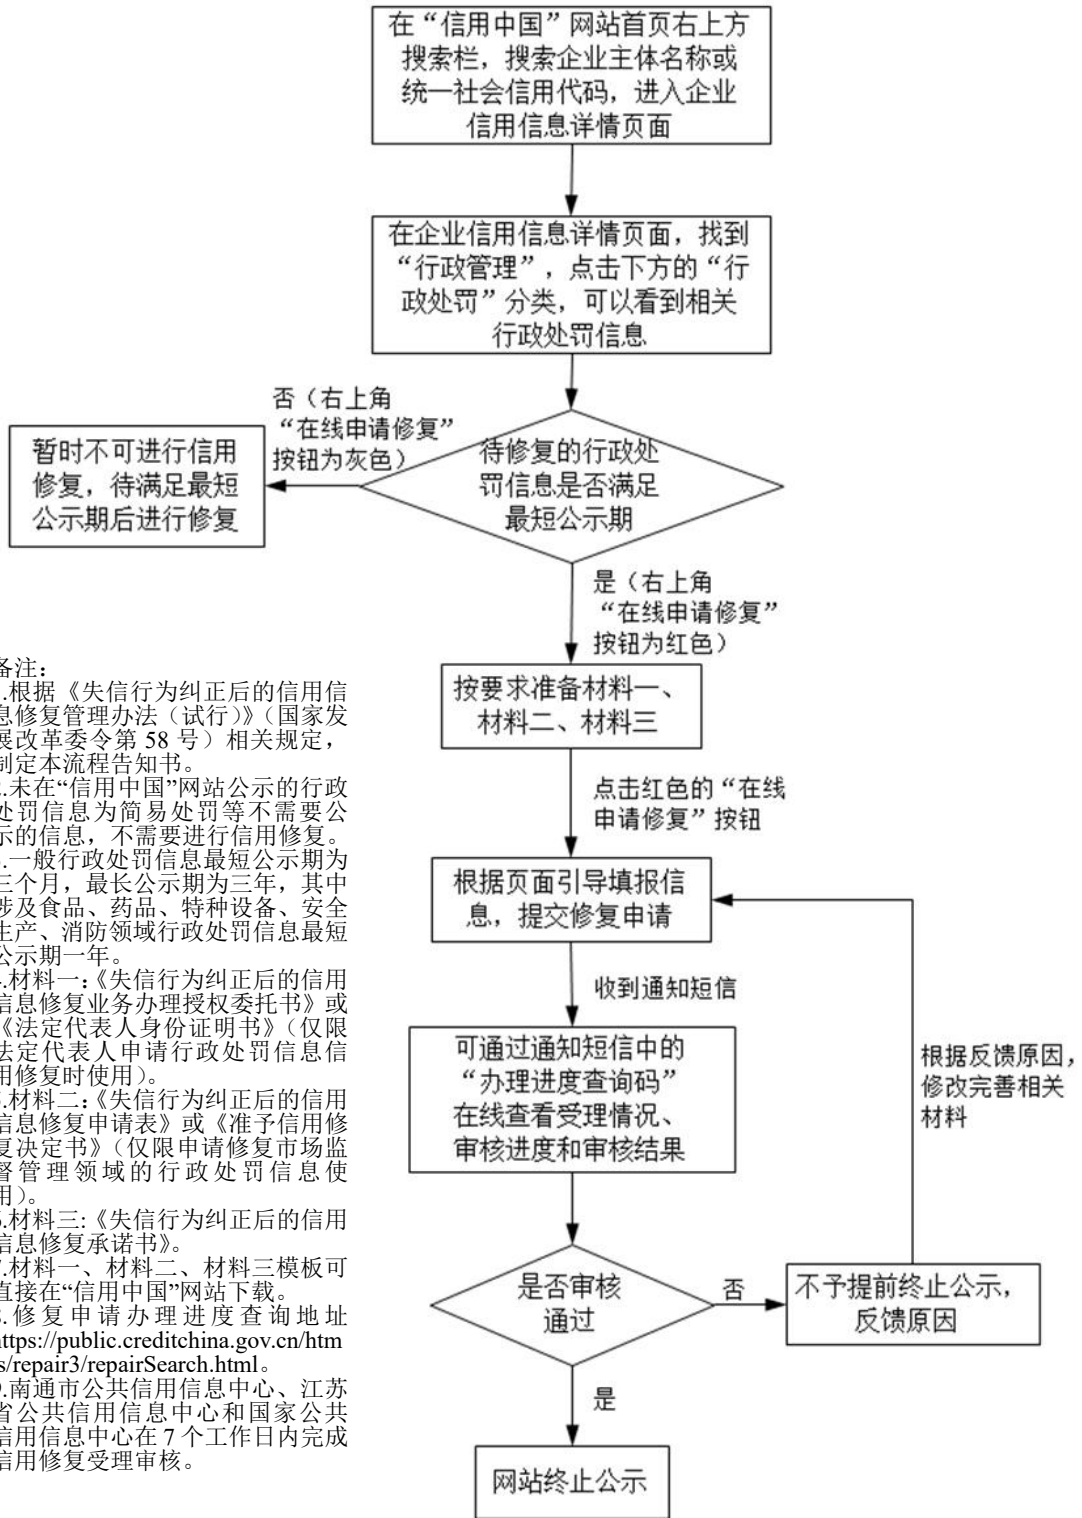 在“信用中国”网站首页右上方
搜索栏，搜索企业主体名称或
统一社会信用代码，进入企业
信用信息详情页面
在企业信用信息详情页面，找到
“行政管理”，点击下方的“行
政处罚”分类，可以看到相关
行政处罚信息
否（右上角
“在线申请修复”
按钮为灰色）
暂时不可进行信用
修复，待满足最短
公示期后进行修复
待修复的行政处
罚信息是否满足
最短公示期
是（右上角
“在线申请修复”
按钮为红色）
按要求准备材料一、
材料二、材料三
点击红色的“在线
申请修复”按钮
根据页面引导填报信
息，提交修复申请
收到通知短信
可通过通知短信中的
“办理进度查询码”
在线查看受理情况、
审核进度和审核结果
根据反馈原因，
修改完善相关
材料
是否审核
通过
否
不予提前终止公示，
反馈原因
是
网站终止公示
备注：
.根据《失信行为纠正后的信用信
息修复管理办法（试行）》（国家发
展改革委令第 58 号）相关规定，
制定本流程告知书。
.未在“信用中国”网站公示的行政
处罚信息为简易处罚等不需要公
示的信息，不需要进行信用修复。
.一般行政处罚信息最短公示期为
三个月，最长公示期为三年，其中
涉及食品、药品、特种设备、安全
生产、消防领域行政处罚信息最短
公示期一年。
.材料一：《失信行为纠正后的信用
信息修复业务办理授权委托书》或
《法定代表人身份证明书》（仅限
法定代表人申请行政处罚信息信
用修复时使用）。
.材料二：《失信行为纠正后的信用
信息修复申请表》或《准予信用修
复决定书》（仅限申请修复市场监
督管理领域的行政处罚信息使
用）。
.材料三:《失信行为纠正后的信用
信息修复承诺书》。
.材料一、材料二、材料三模板可
直接在“信用中国”网站下载。
.修复申请办理进度查询地址
https://public.creditchina.gov.cn/htm
s/repair3/repairSearch.html。
.南通市公共信用信息中心、江苏
省公共信用信息中心和国家公共
信用信息中心在 7 个工作日内完成
信用修复受理审核。